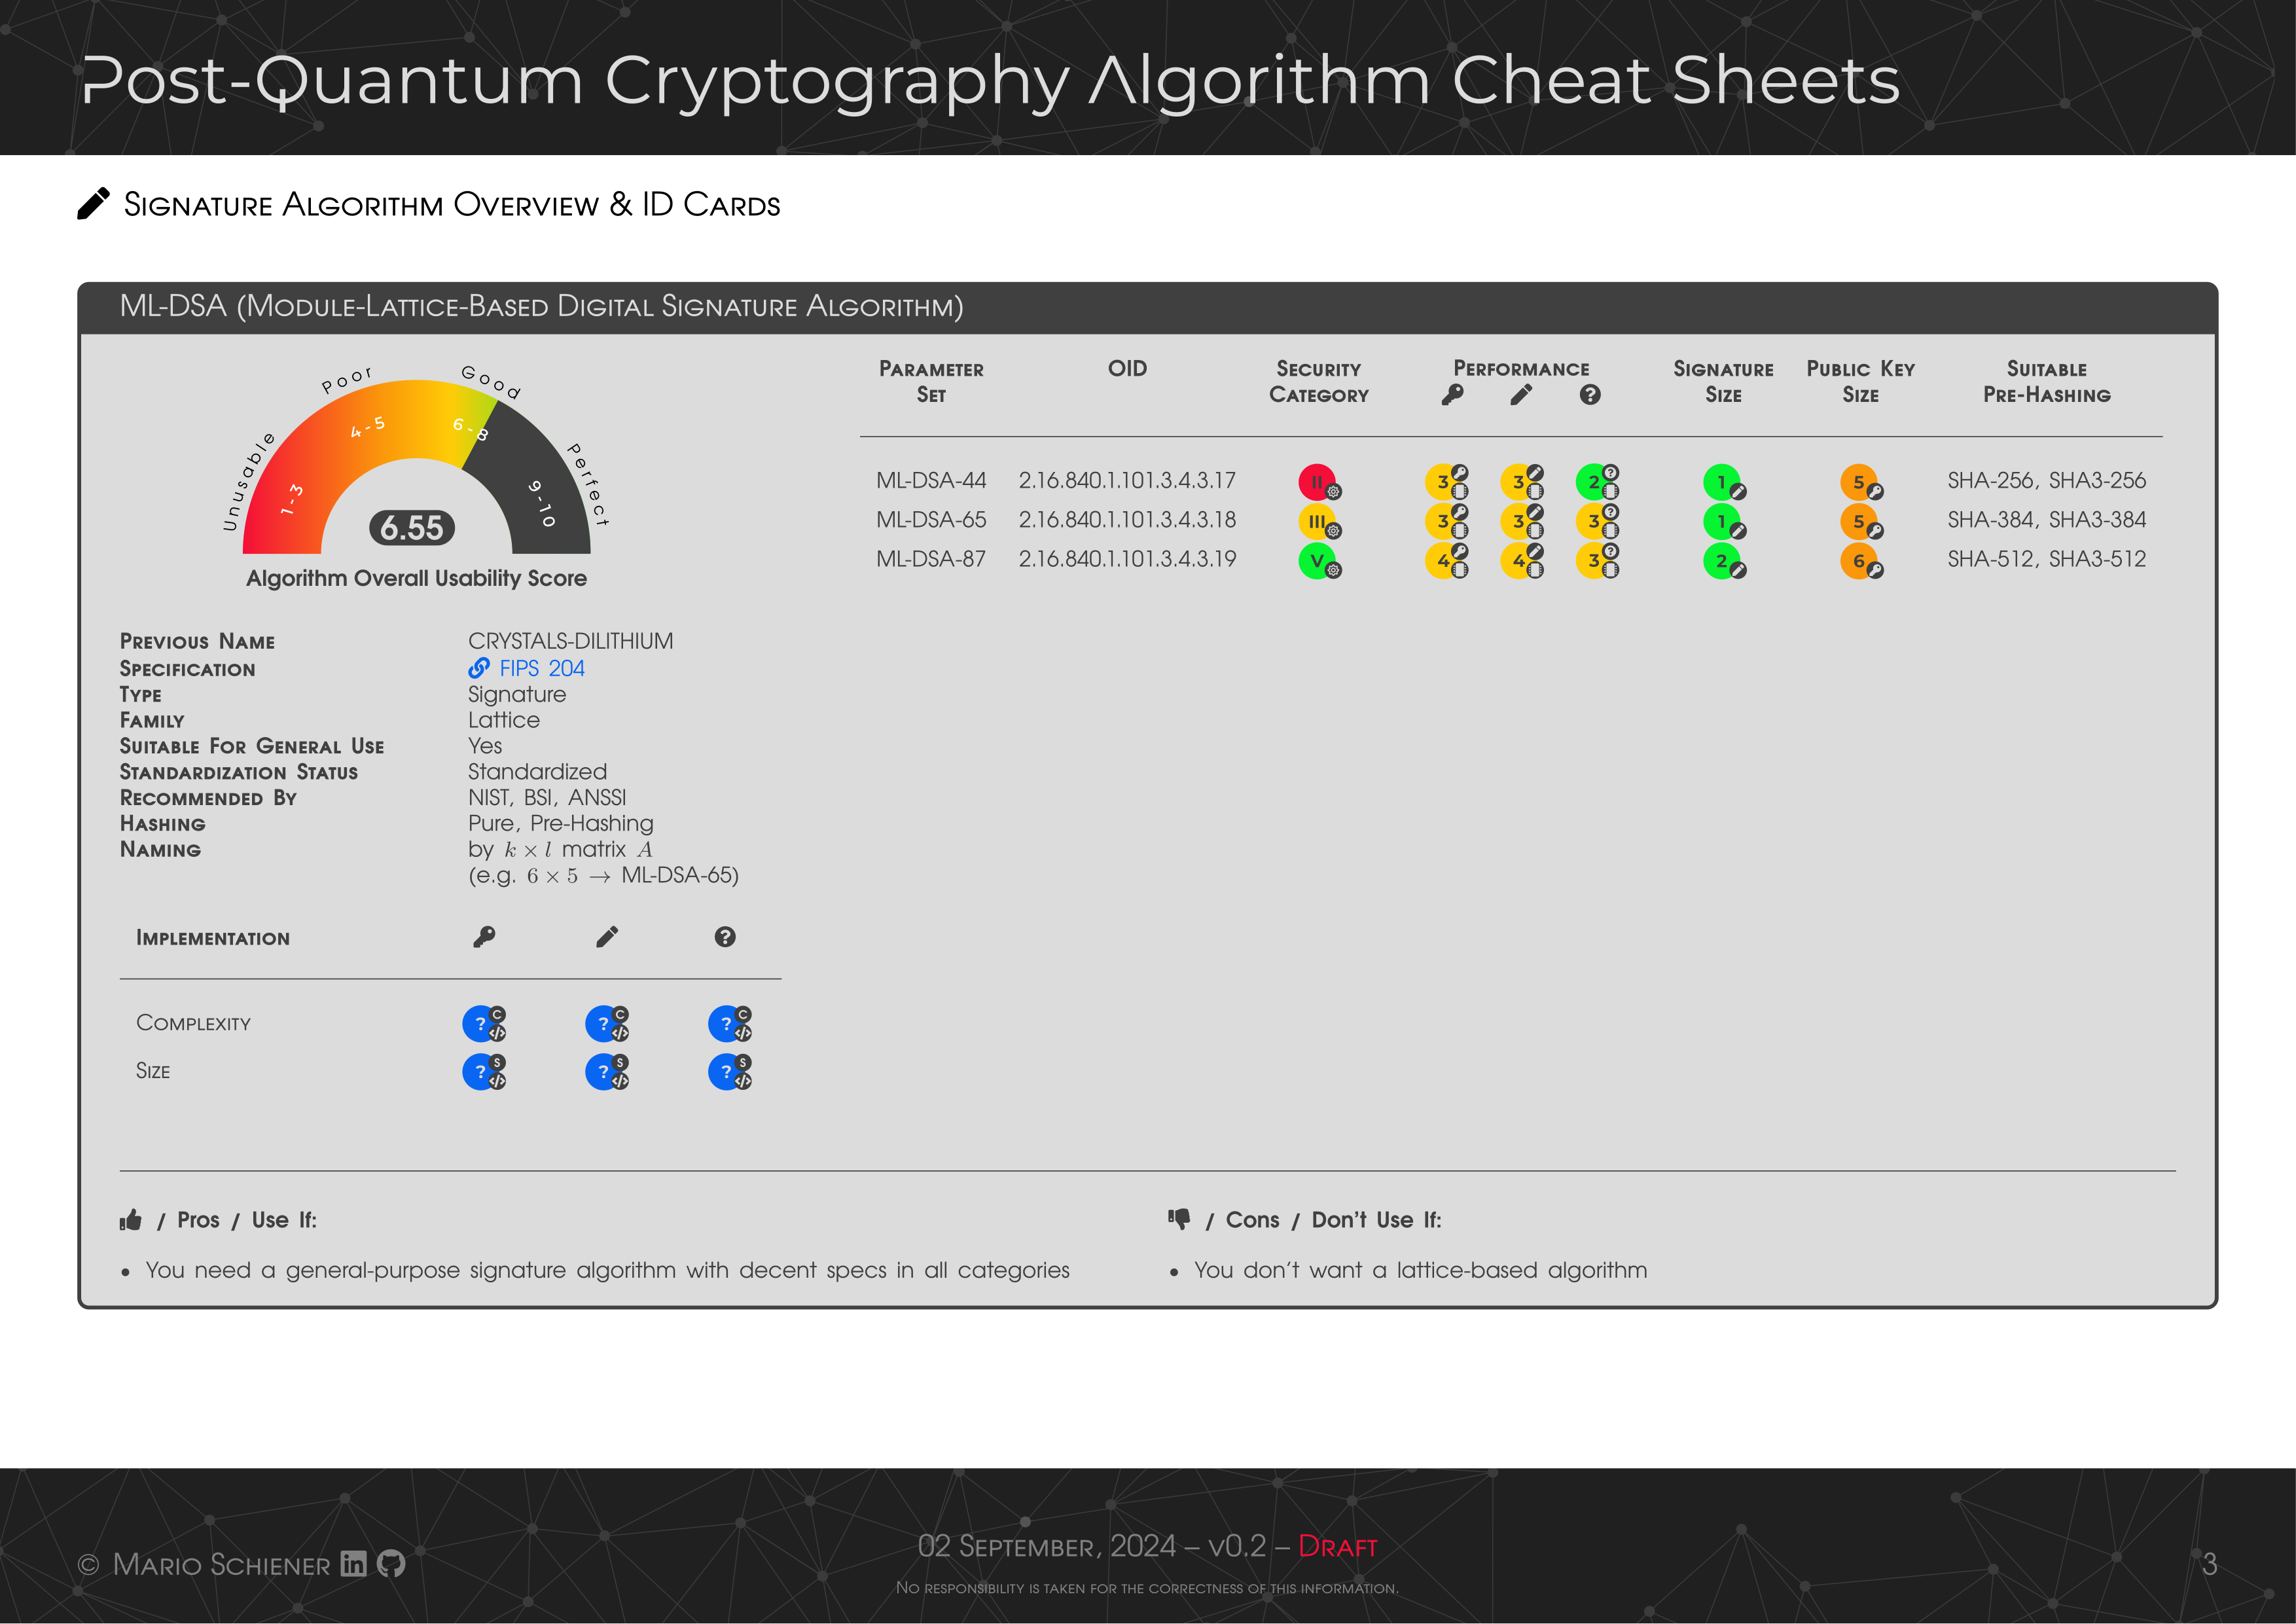 Post-Quantum Cryptography Algorithm Cheat Sheets
Signature Algorithm Overview & ID Cards
ML-DSA (Module-Lattice-Based Digital Signature Algorithm)
Unusable Poor Good Perfect
1-3 4-5 6-8 9-10
6.55
Algorithm Overall Usability Score
Previous Name CRYSTALS-DILITHIUM
Specification FIPS 204
Type Signature
Family Lattice
Suitable For General Use Yes
Standardization Status Standardized
Recommended By NIST, BSI, ANSSI
Hashing Pure, Pre-Hashing
Naming by k × l matrix A
(e.g. 6 × 5 → ML-DSA-65)
Implementation ?
Complexity ? C </> ? C </> ? C </>
Size ? S </> ? S </> ? S </>
Parameter OID Security Performance Signature Public Key Suitable
Set Category ? Size Size Pre-Hashing
ML-DSA-44 2.16.840.1.101.3.4.3.17 II 3 3 2 ? 1 5 SHA-256, SHA3-256
ML-DSA-65 2.16.840.1.101.3.4.3.18 III 3 3 3 ? 1 5 SHA-384, SHA3-384
ML-DSA-87 2.16.840.1.101.3.4.3.19 V 4 4 3 ? 2 6 SHA-512, SHA3-512
/ Pros / Use If:
• You need a general-purpose signature algorithm with decent specs in all categories
/ Cons / Don't Use If:
• You don't want a lattice-based algorithm
© Mario Schiener in
02 September, 2024 – v0.2 – Draft
No responsibility is taken for the correctness of this information.
3